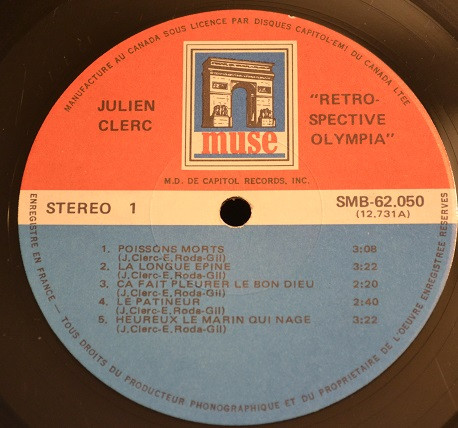 MANUFACTURE AU CANADA SOUS LICENCE PAR DISQUES CAPITOL-EMI DU CANADA LTEE
JULIEN
CLERC
muse
"RETRO-
SPECTIVE
OLYMPIA"
M.D. DE CAPITOL RECORDS, INC.
STEREO 1
SMB-62.050
(12.731A)
1. POISSONS MORTS 3:08
(J.Clerc-E.Roda-Gil)
2. LA LONGUE EPINE 3:22
(J.Clerc-E.Roda-Gil)
3. CA FAIT PLEURER LE BON DIEU 2:20
(J.Clerc-E.Roda-Gil)
4. LE PATINEUR 2:40
(J.Clerc-E.Roda-Gil)
5. HEUREUX LE MARIN QUI NAGE 3:22
(J.Clerc-E.Roda-Gil)
ENREGISTRE EN FRANCE. — TOUS DROITS DU PRODUCTEUR PHONOGRAPHIQUE ET DU PROPRIETAIRE DE L'OEUVRE ENREGISTREE RESERVES